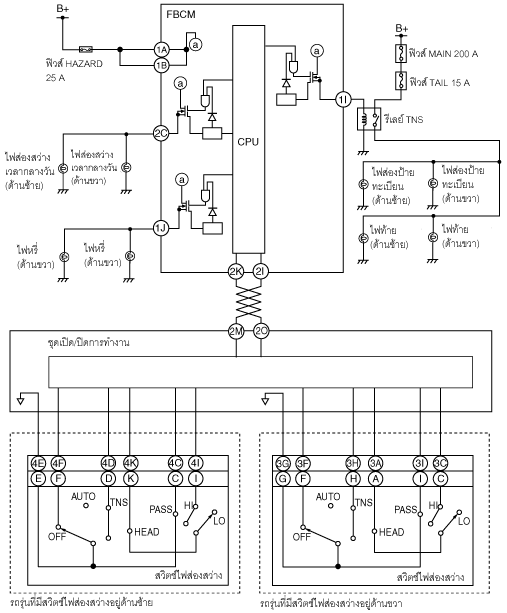 B+
FBCM
B+
ฟิวส์ HAZARD
25 A
1A
1B
a
a
a
a
ฟิวส์ MAIN 200 A
ฟิวส์ TAIL 15 A
1I
รีเลย์ TNS
2C
CPU
ไฟส่องสว่าง
เวลากลางวัน
(ด้านซ้าย)
ไฟส่องสว่าง
เวลากลางวัน
(ด้านขวา)
ไฟส่องป้าย
ทะเบียน
(ด้านซ้าย)
ไฟส่องป้าย
ทะเบียน
(ด้านขวา)
1J
ไฟหรี่
(ด้านซ้าย)
ไฟหรี่
(ด้านขวา)
ไฟท้าย
(ด้านซ้าย)
ไฟท้าย
(ด้านขวา)
2K 2I
2M 2O
ชุดเปิด/ปิดการทำงาน
4E 4F 4D 4K 4C 4I
E F D K C I
3G 3F 3H 3A 3I 3C
G F H A I C
AUTO
TNS
PASS
HI
LO
OFF
HEAD
สวิตช์ไฟส่องสว่าง
AUTO
TNS
PASS
HI
LO
OFF
HEAD
สวิตช์ไฟส่องสว่าง
รถรุ่นที่มีสวิตช์ไฟส่องสว่างอยู่ด้านซ้าย
รถรุ่นที่มีสวิตช์ไฟส่องสว่างอยู่ด้านขวา